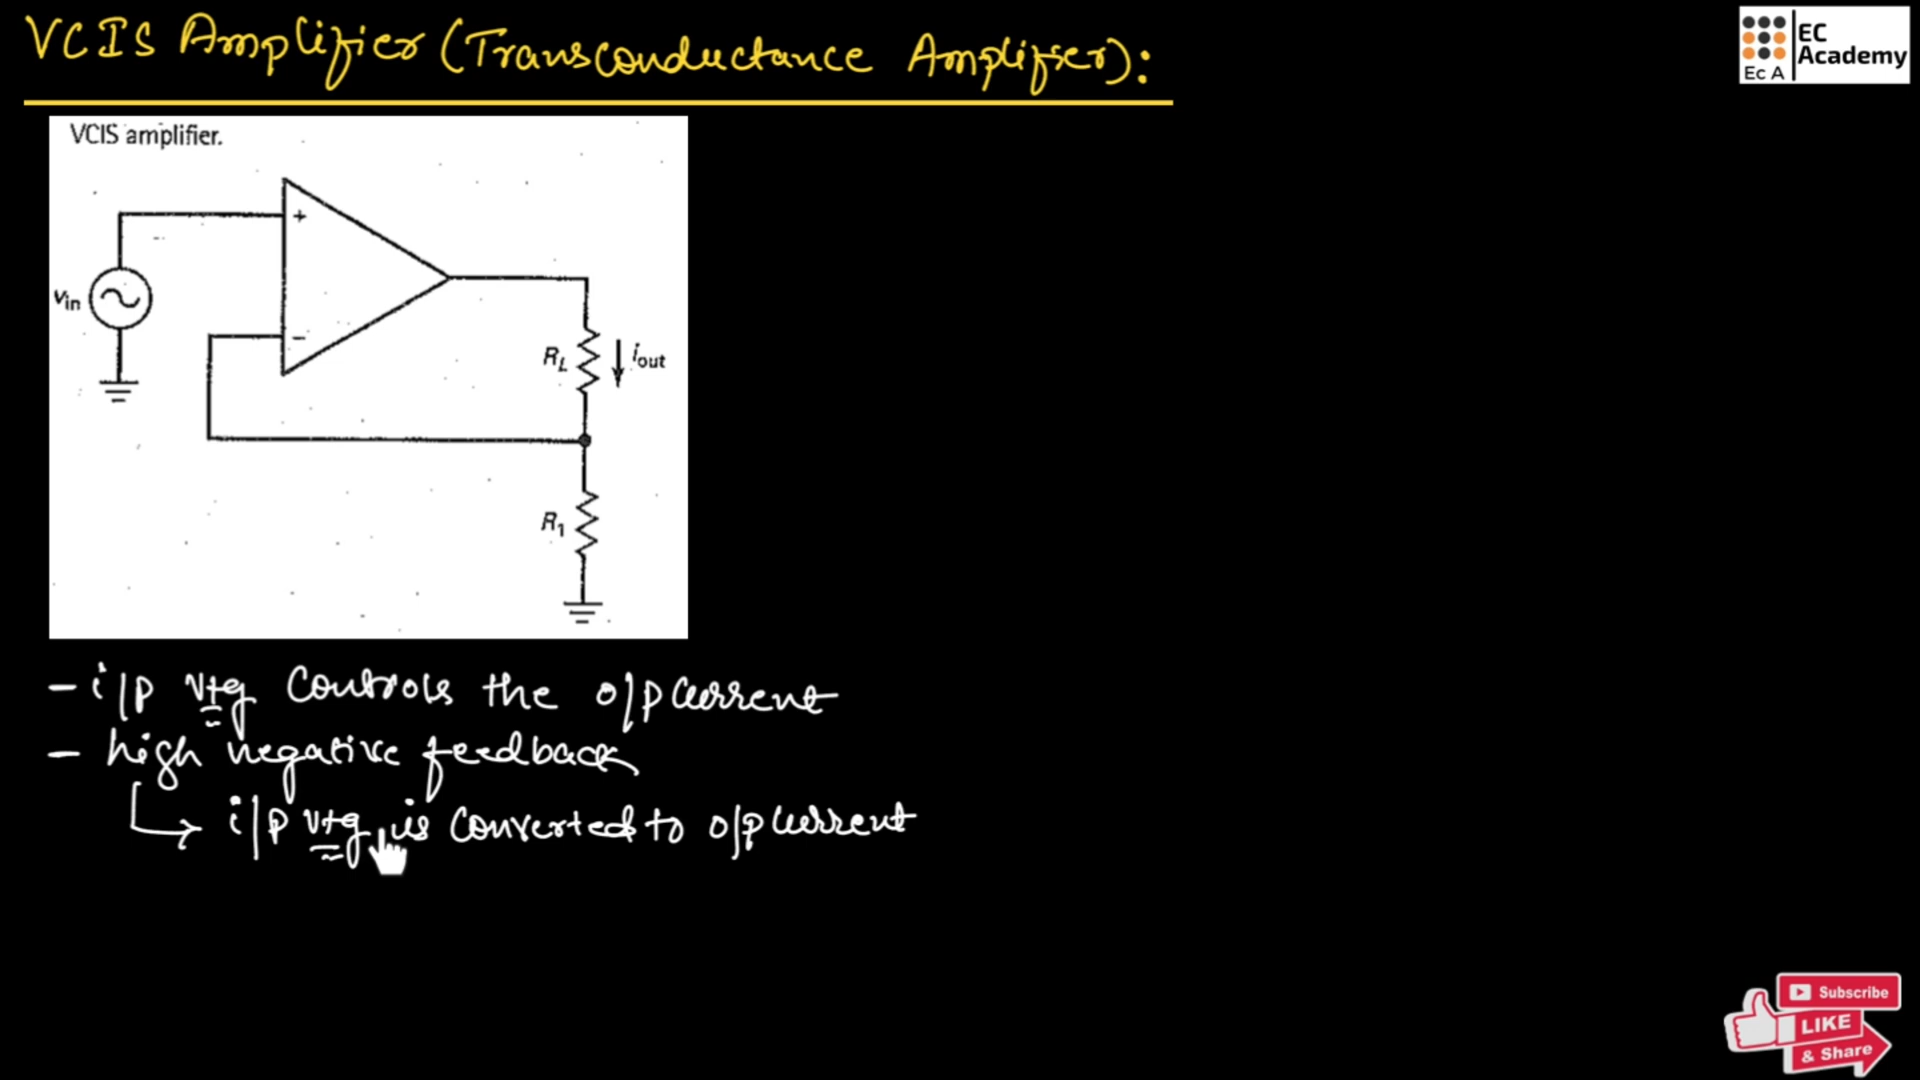 VCIS Amplifier (Transconductance Amplifier):
EC
Academy
Ec A
VCIS amplifier.
+
vin
−
RL
iout
R1
- i/p vtg controls the o/p current
- high negative feedback
i/p vtg is converted to o/p current
Subscribe
LIKE
& Share